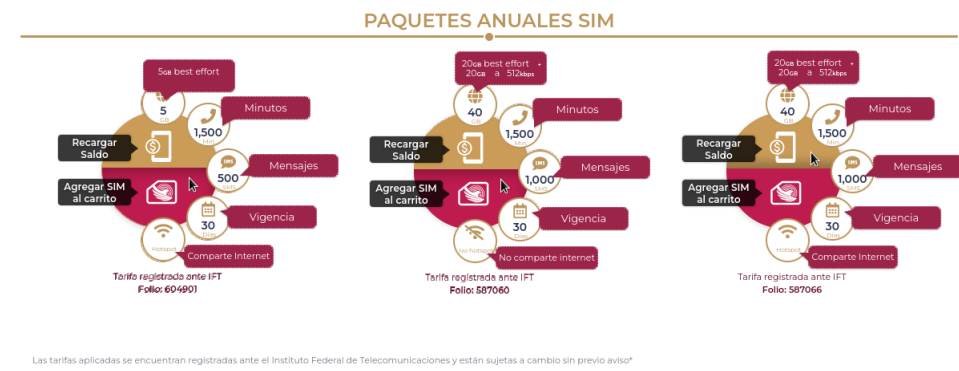 PAQUETES ANUALES SIM
5GB best effort
5
GB
Minutos
1,500
Min.
Recargar
Saldo
Mensajes
500
SMS
Agregar SIM
al carrito
Vigencia
30
Días
Hotspot
Comparte Internet
Tarifa registrada ante IFT
20GB best effort +
20GB a 512kbps
40
GB
Minutos
1,500
Min.
Recargar
Saldo
SMS
Mensajes
1,000
SMS
Agregar SIM
al carrito
Vigencia
30
Días
No hotspot
No comparte internet
Tarifa registrada ante IFT
Folio: 587060
20GB best effort +
20GB a 512kbps
40
GB
Minutos
1,500
Min.
Recargar
Saldo
SMS
Mensajes
1,000
SMS
Agregar SIM
al carrito
Vigencia
30
Días
Hotspot
Comparte Internet
Tarifa registrada ante IFT
Folio: 587066
Las tarifas aplicadas se encuentran registradas ante el Instituto Federal de Telecomunicaciones y están sujetas a cambio sin previo aviso*